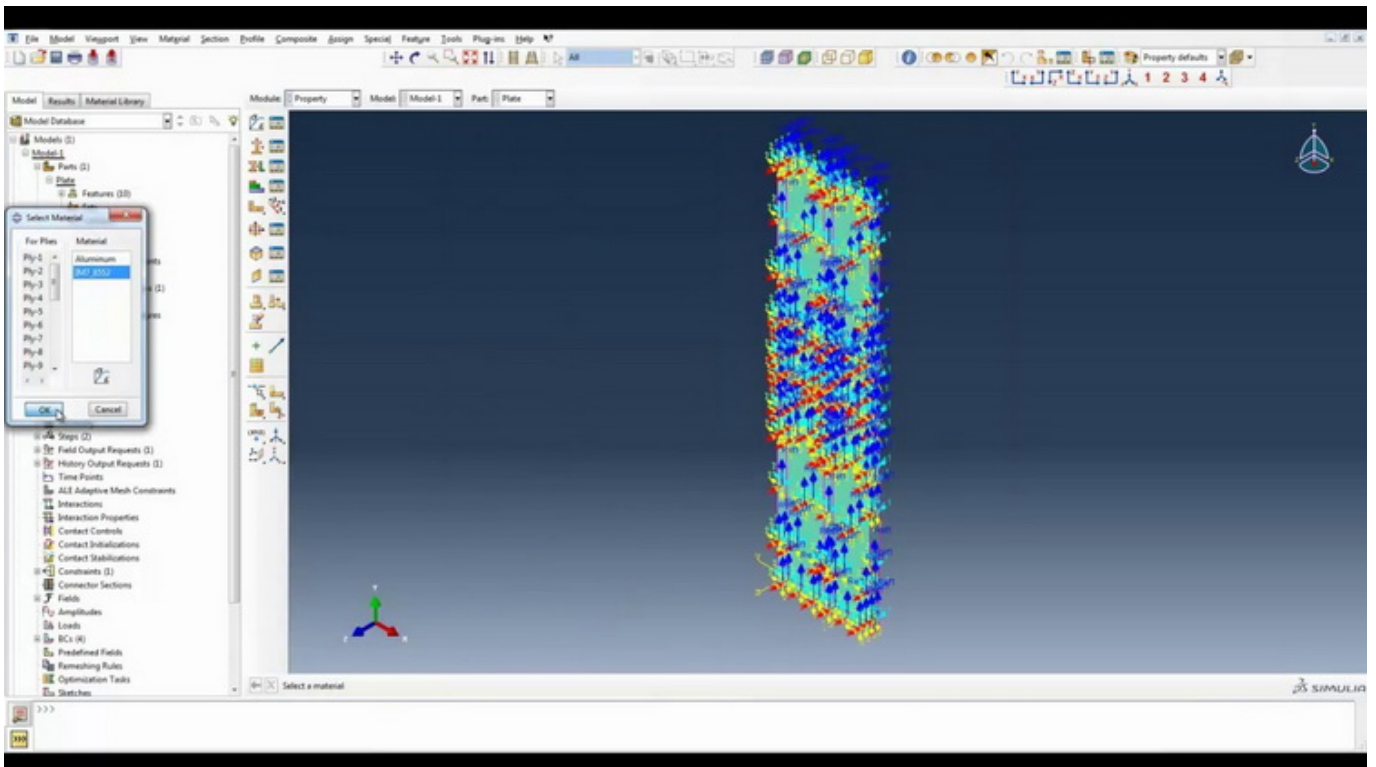 File Model Viewport View Material Section Profile Composite Assign Special Feature Tools Plug-ins Help
All
Property defaults
1 2 3 4
Model Results Material Library
Module: Property Model: Model-1 Part: Plate
Model Database
Models (1)
Model-1
Parts (1)
Plate
Features (10)
Select Material
For Plies Material
Ply-1 Aluminum
Ply-2 IM7_8552
Ply-3
Ply-4
Ply-5
Ply-6
Ply-7
Ply-8
Ply-9
OK Cancel
Steps (2)
Field Output Requests (1)
History Output Requests (1)
Time Points
ALE Adaptive Mesh Constraints
Interactions
Interaction Properties
Contact Controls
Contact Initializations
Contact Stabilizations
Constraints (1)
Connector Sections
Fields
Amplitudes
Loads
BCs (4)
Predefined Fields
Remeshing Rules
Optimization Tasks
Sketches
Select a material
SIMULIA
>>>